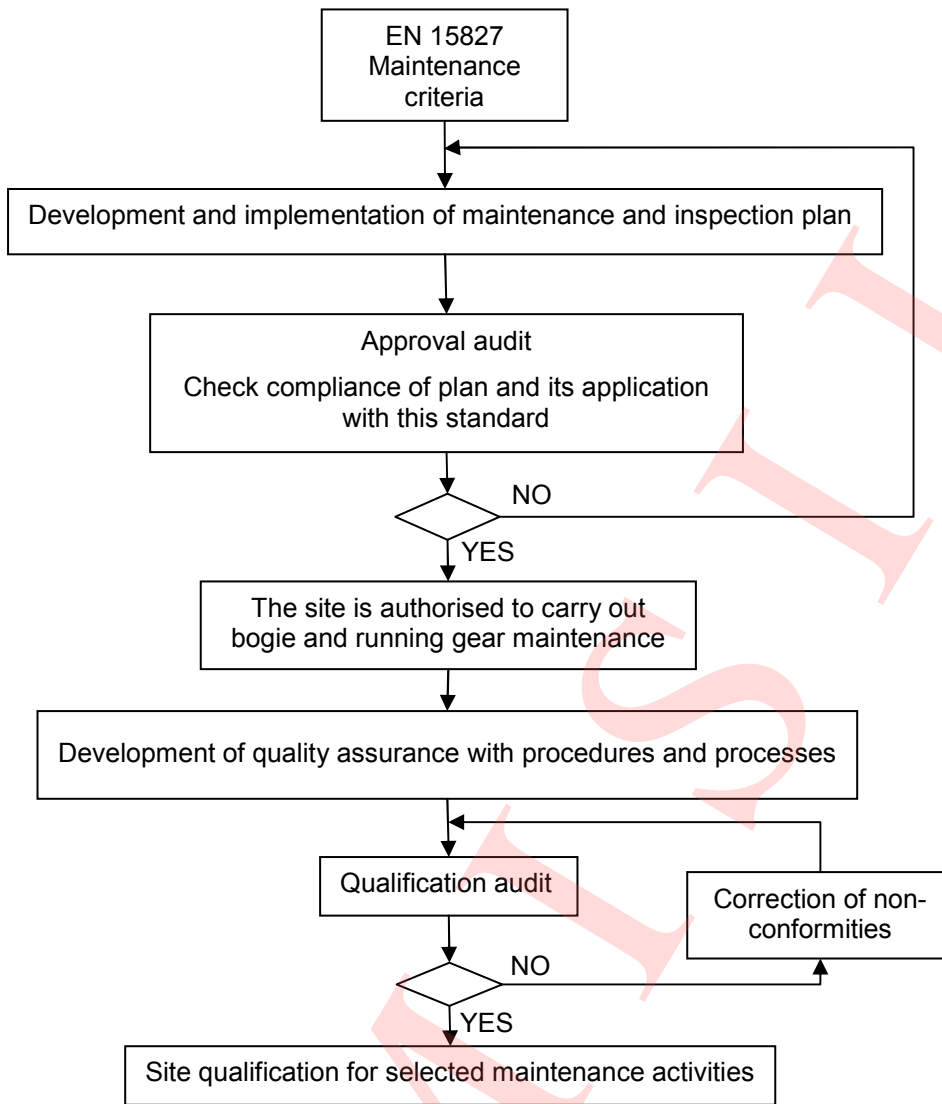 EN 15827
Maintenance
criteria
Development and implementation of maintenance and inspection plan
Approval audit
Check compliance of plan and its application
with this standard
NO
YES
The site is authorised to carry out
bogie and running gear maintenance
Development of quality assurance with procedures and processes
Qualification audit
Correction of non-
conformities
NO
YES
Site qualification for selected maintenance activities